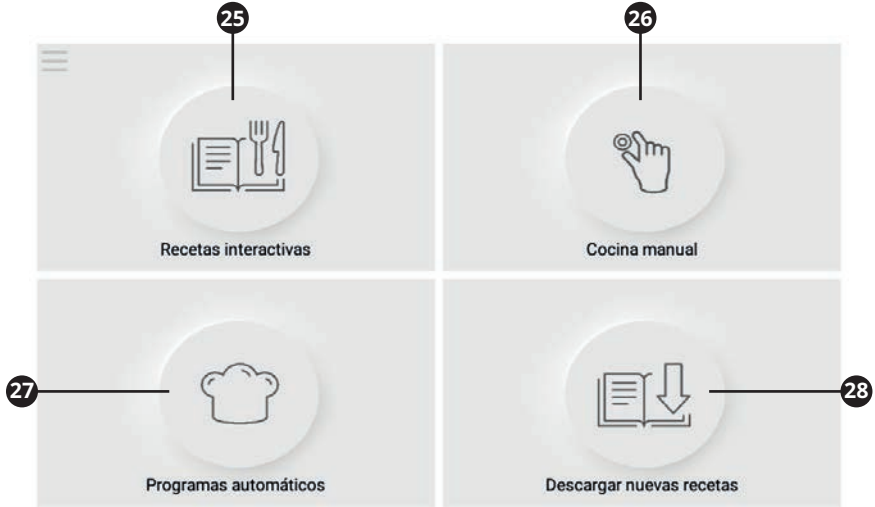 25
26
Recetas interactivas
Cocina manual
27
28
Programas automáticos
Descargar nuevas recetas